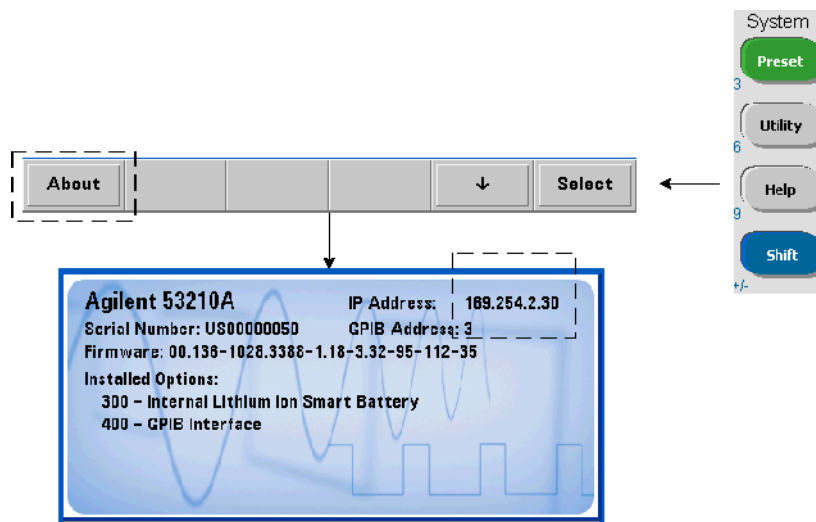 System
Preset
3
Utility
6
Help
9
Shift
+/-
About
↓
Select
Agilent 53210A
IP Address: 169.254.2.30
Serial Number: US00000050
GPIB Address: 3
Firmware: 00.136-1028.3388-1.18-3.32-95-112-35
Installed Options:
300 - Internal Lithium Ion Smart Battery
400 - GPIB Interface